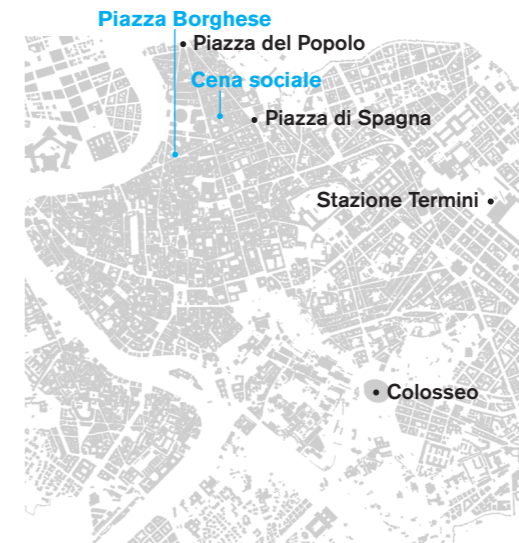 Piazza Borghese
Piazza del Popolo
Cena sociale
Piazza di Spagna
Stazione Termini
Colosseo